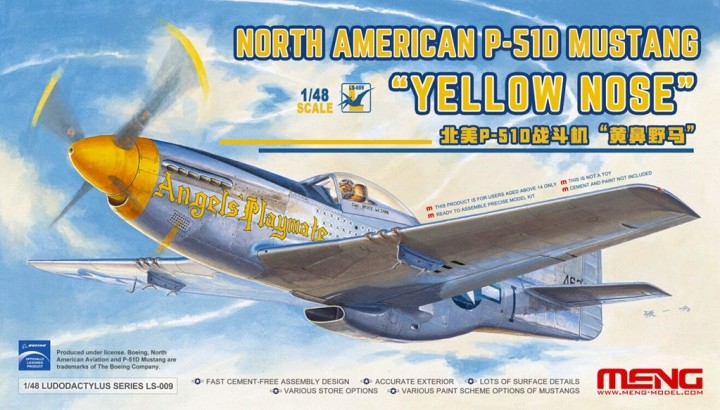 NORTH AMERICAN P-51D MUSTANG
1/48
SCALE
LS-009
"YELLOW NOSE"
北美P-51D战斗机 "黄鼻野马"
Angels' Playmate
m THIS PRODUCT IS FOR USERS AGED ABOVE 14 ONLY m THIS IS NOT A TOY
m READY TO ASSEMBLE PRECISE MODEL KIT m CEMENT AND PAINT NOT INCLUDED
46
BOEING
OFFICIALLY
LICENSED
PRODUCT
Produced under license. Boeing, North
American Aviation and P-51D Mustang are
trademarks of The Boeing Company.
1/48 LUDODACTYLUS SERIES LS-009
FAST CEMENT-FREE ASSEMBLY DESIGN ACCURATE EXTERIOR LOTS OF SURFACE DETAILS
VARIOUS STORE OPTIONS VARIOUS PAINT SCHEME OPTIONS OF MUSTANGS
MENG
WWW.MENG-MODEL.COM